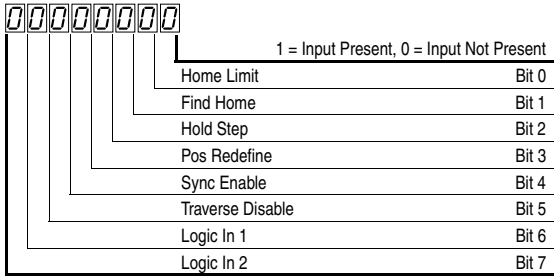 00000000
1 = Input Present, 0 = Input Not Present
Home Limit Bit 0
Find Home Bit 1
Hold Step Bit 2
Pos Redefine Bit 3
Sync Enable Bit 4
Traverse Disable Bit 5
Logic In 1 Bit 6
Logic In 2 Bit 7